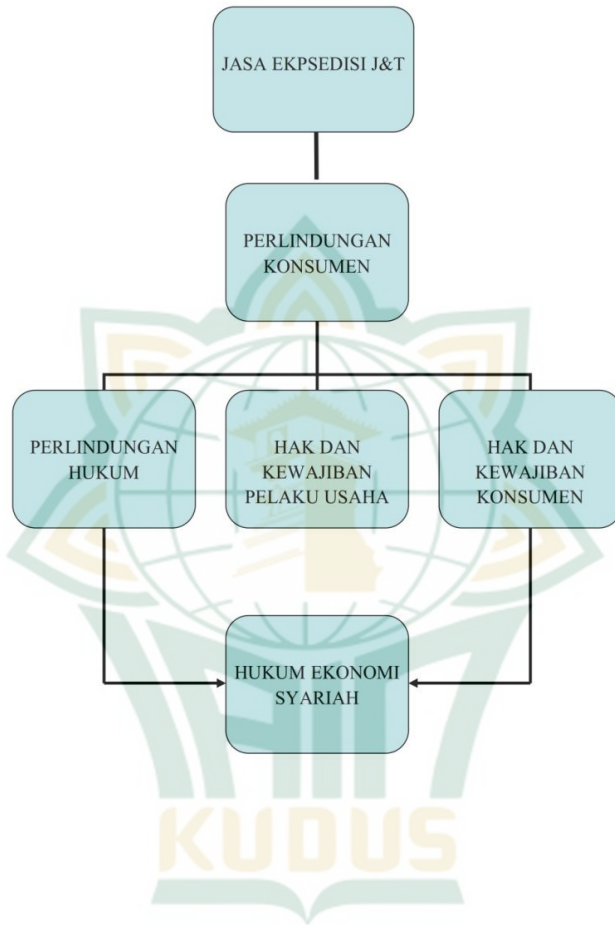 JASA EKPSEDISI J&T
PERLINDUNGAN
KONSUMEN
PERLINDUNGAN
HUKUM
HAK DAN
KEWAJIBAN
PELAKU USAHA
HAK DAN
KEWAJIBAN
KONSUMEN
HUKUM EKONOMI
SYARIAH
KUDUS